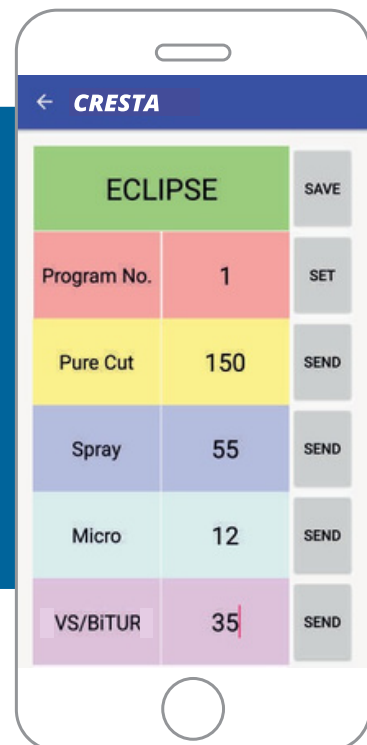 ← CRESTA
ECLIPSE SAVE
Program No. 1 SET
Pure Cut 150 SEND
Spray 55 SEND
Micro 12 SEND
VS/BiTUR 35 SEND